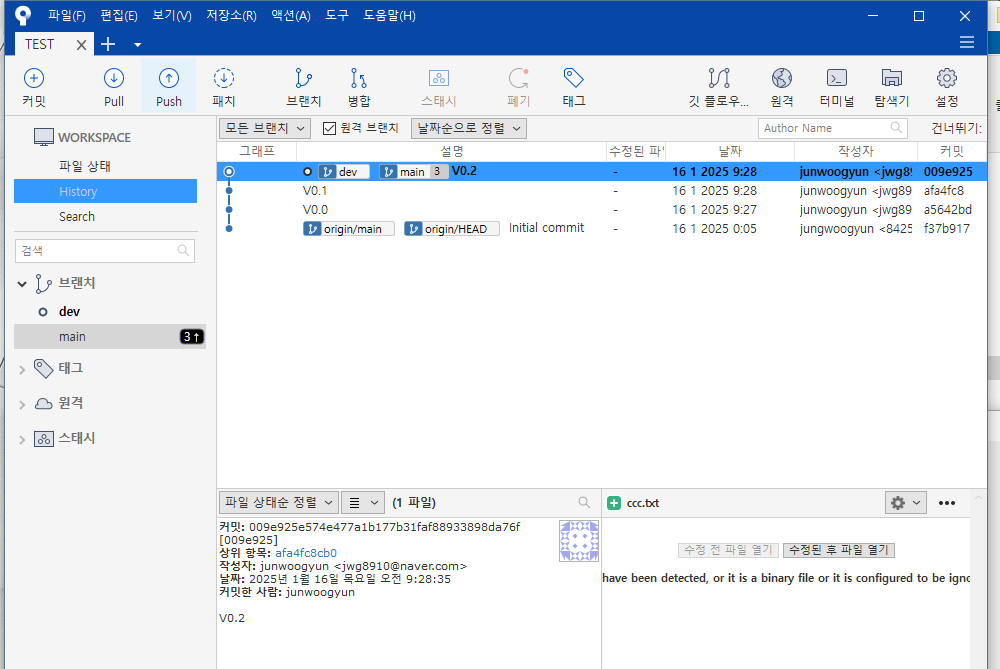 파일(F) 편집(E) 보기(V) 저장소(R) 액션(A) 도구 도움말(H)
TEST
커밋 Pull Push 패치 브랜치 병합 스태시 폐기 태그 깃 플로우... 원격 터미널 탐색기 설정
WORKSPACE
파일 상태
History
Search
검색
브랜치
dev
main 3↑
태그
원격
스태시
모든 브랜치 원격 브랜치 날짜순으로 정렬 Author Name 건너뛰기:
그래프 설명 수정된 파' 날짜 작성자 커밋
dev main 3 V0.2 - 16 1 2025 9:28 junwoogyun <jwg8! 009e925
V0.1 - 16 1 2025 9:28 junwoogyun <jwg89 afa4fc8
V0.0 - 16 1 2025 9:27 junwoogyun <jwg89 a5642bd
origin/main origin/HEAD Initial commit - 16 1 2025 0:05 jungwoogyun <8425 f37b917
파일 상태순 정렬 (1 파일)
커밋: 009e925e574e477a1b177b31faf88933898da76f
[009e925]
상위 항목: afa4fc8cb0
작성자: junwoogyun <jwg8910@naver.com>
날짜: 2025년 1월 16일 목요일 오전 9:28:35
커밋한 사람: junwoogyun
V0.2
ccc.txt
수정 전 파일 열기 수정된 후 파일 열기
have been detected, or it is a binary file or it is configured to be igno